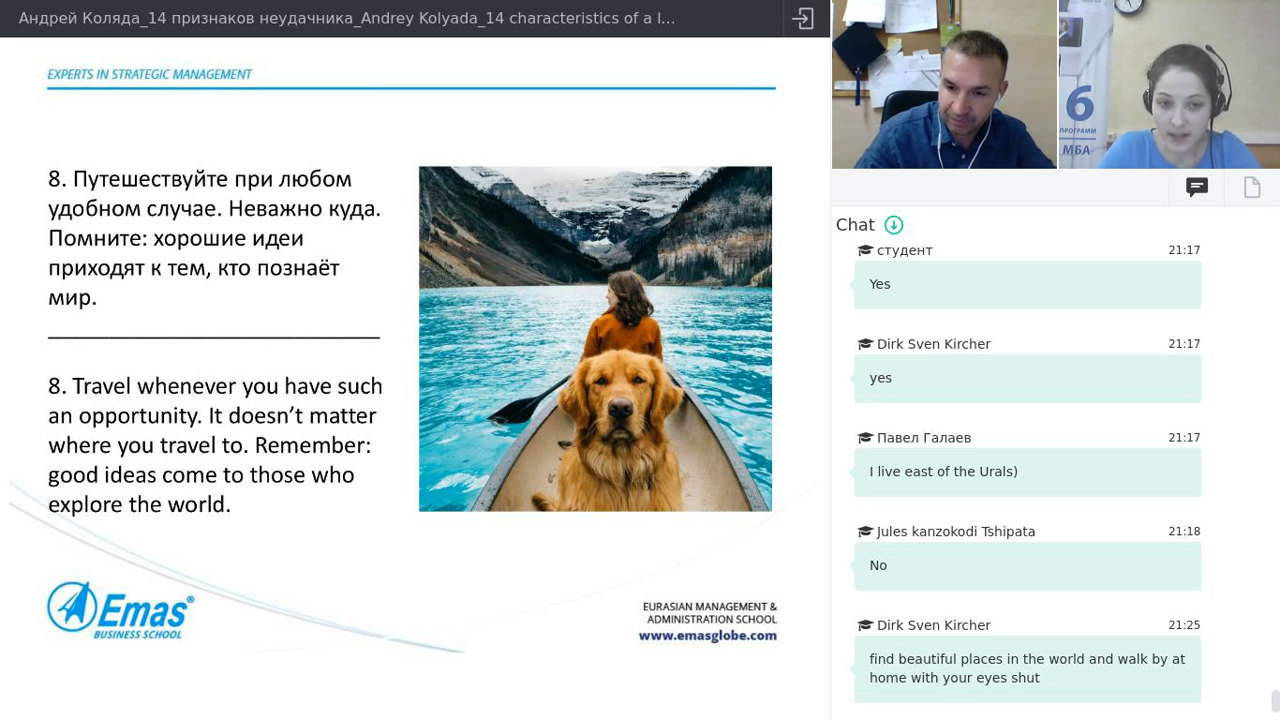 Андрей Коляда_14 признаков неудачника_Andrey Kolyada_14 characteristics of a l...
EXPERTS IN STRATEGIC MANAGEMENT
8. Путешествуйте при любом
удобном случае. Неважно куда.
Помните: хорошие идеи
приходят к тем, кто познаёт
мир.
8. Travel whenever you have such
an opportunity. It doesn’t matter
where you travel to. Remember:
good ideas come to those who
explore the world.
Emas®
BUSINESS SCHOOL
EURASIAN MANAGEMENT &
ADMINISTRATION SCHOOL
www.emasglobe.com
6
ПРОГРАММ
МБА
Chat
студент 21:17
Yes
Dirk Sven Kircher 21:17
yes
Павел Галаев 21:17
I live east of the Urals)
Jules kanzokodi Tshipata 21:18
No
Dirk Sven Kircher 21:25
find beautiful places in the world and walk by at
home with your eyes shut